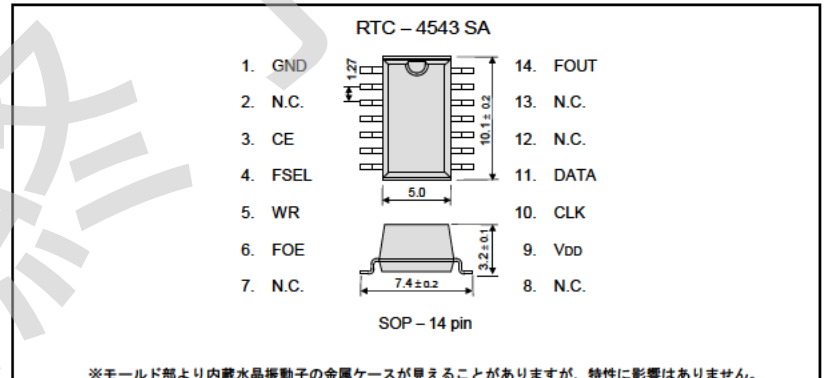 RTC – 4543 SA
1. GND
2. N.C.
3. CE
4. FSEL
5. WR
6. FOE
7. N.C.
1.27
10.1± 0.2
5.0
7.4±0.2
3.2±0.1
14. FOUT
13. N.C.
12. N.C.
11. DATA
10. CLK
9. VDD
8. N.C.
SOP – 14 pin
※モールド部より内蔵水晶振動子の金属ケースが見えることがありますが、特性に影響はありません。